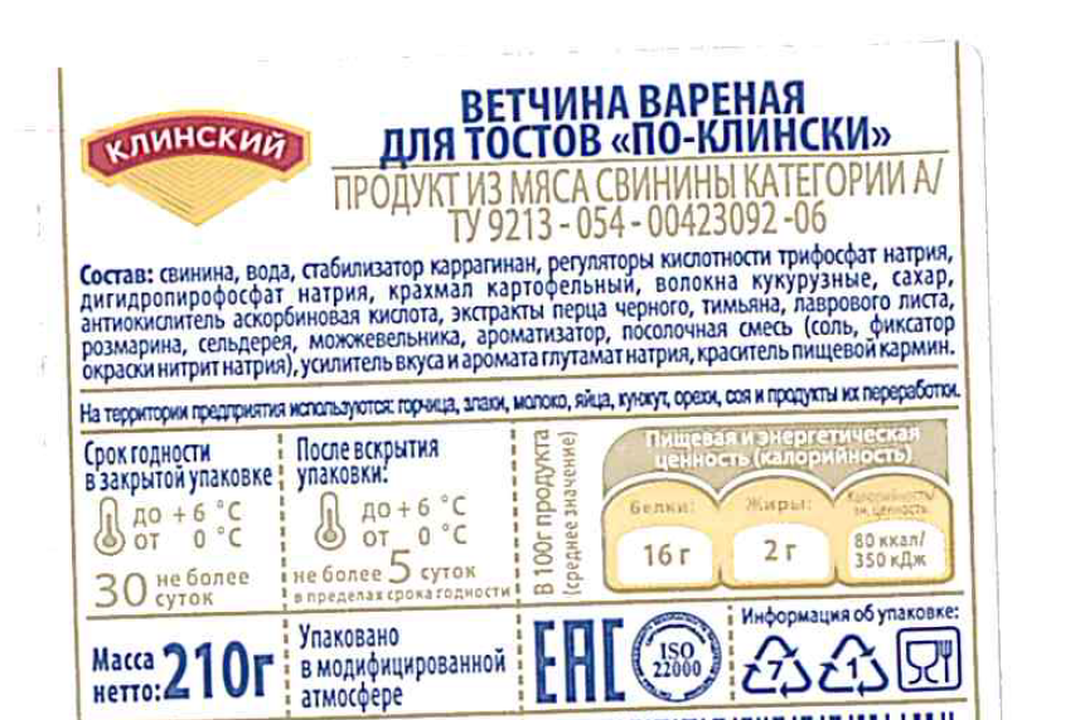 КЛИНСКИЙ
ВЕТЧИНА ВАРЕНАЯ
ДЛЯ ТОСТОВ «ПО-КЛИНСКИ»
ПРОДУКТ ИЗ МЯСА СВИНИНЫ КАТЕГОРИИ А/
ТУ 9213 - 054 - 00423092 -06
Состав: свинина, вода, стабилизатор каррагинан, регуляторы кислотности трифосфат натрия,
дигидропирофосфат натрия, крахмал картофельный, волокна кукурузные, сахар,
антиокислитель аскорбиновая кислота, экстракты перца черного, тимьяна, лаврового листа,
розмарина, сельдерея, можжевельника, ароматизатор, посолочная смесь (соль, фиксатор
окраски нитрит натрия), усилитель вкуса и аромата глутамат натрия, краситель пищевой кармин.
На территории предприятия используются: горчица, злаки, молоко, яйца, кунжут, орехи, соя и продукты их переработки.
Срок годности
в закрытой упаковке
до +6 °С
от 0 °С
30 не более
суток
После вскрытия
упаковки:
до +6 °С
от 0 °С
не более 5 суток
в пределах срока годности
В 100г продукта
(среднее значение)
Пищевая и энергетическая
ценность (калорийность)
Белки:
16 г
Жиры:
2 г
Калорийность/
эн. ценность:
80 ккал/
350 кДж
Масса
нетто: 210г
Упаковано
в модифицированной
атмосфере
ЕАС
ISO
22000
Информация об упаковке:
7
1